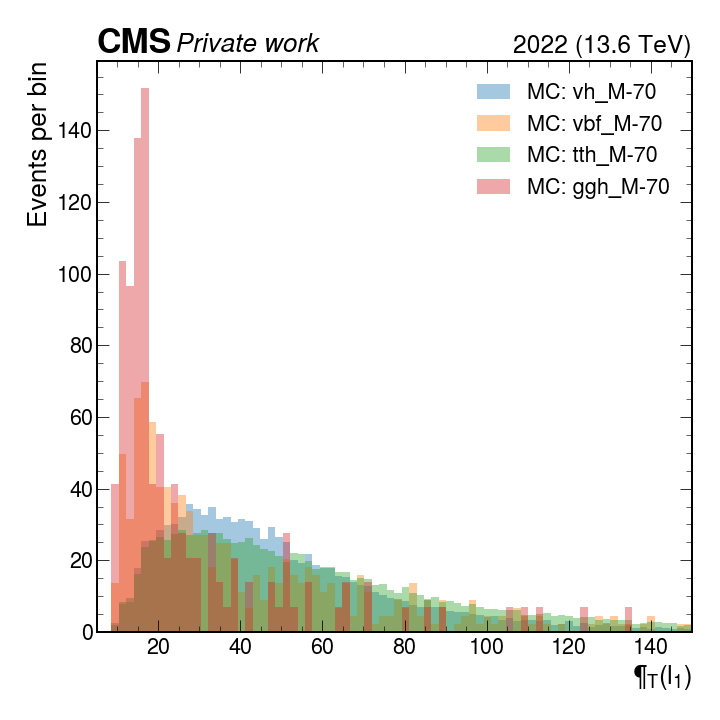 CMS Private work 2022 (13.6 TeV)
Events per bin
MC: vh_M-70
MC: vbf_M-70
MC: tth_M-70
MC: ggh_M-70
140
120
100
80
60
40
20
0
20 40 60 80 100 120 140
¶T(l1)